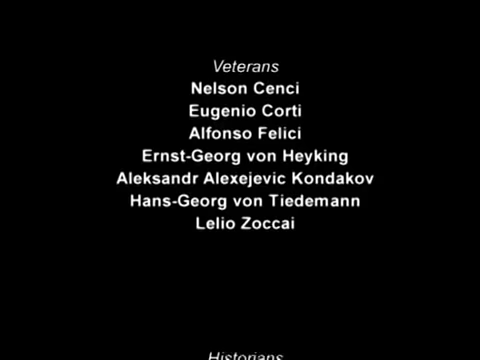 Veterans
Nelson Cenci
Eugenio Corti
Alfonso Felici
Ernst-Georg von Heyking
Aleksandr Alexejevic Kondakov
Hans-Georg von Tiedemann
Lelio Zoccai
Historians